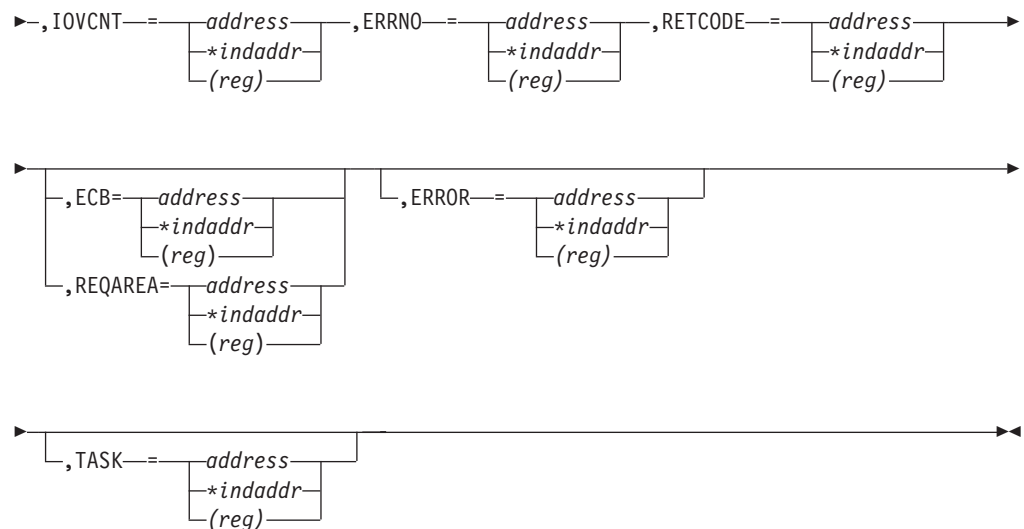 ,IOVCNT = address ,ERRNO = address ,RETCODE = address
*indaddr *indaddr *indaddr
(reg) (reg) (reg)
,ECB= address ,ERROR = address
*indaddr *indaddr
(reg) (reg)
,REQAREA= address
*indaddr
(reg)
,TASK = address
*indaddr
(reg)